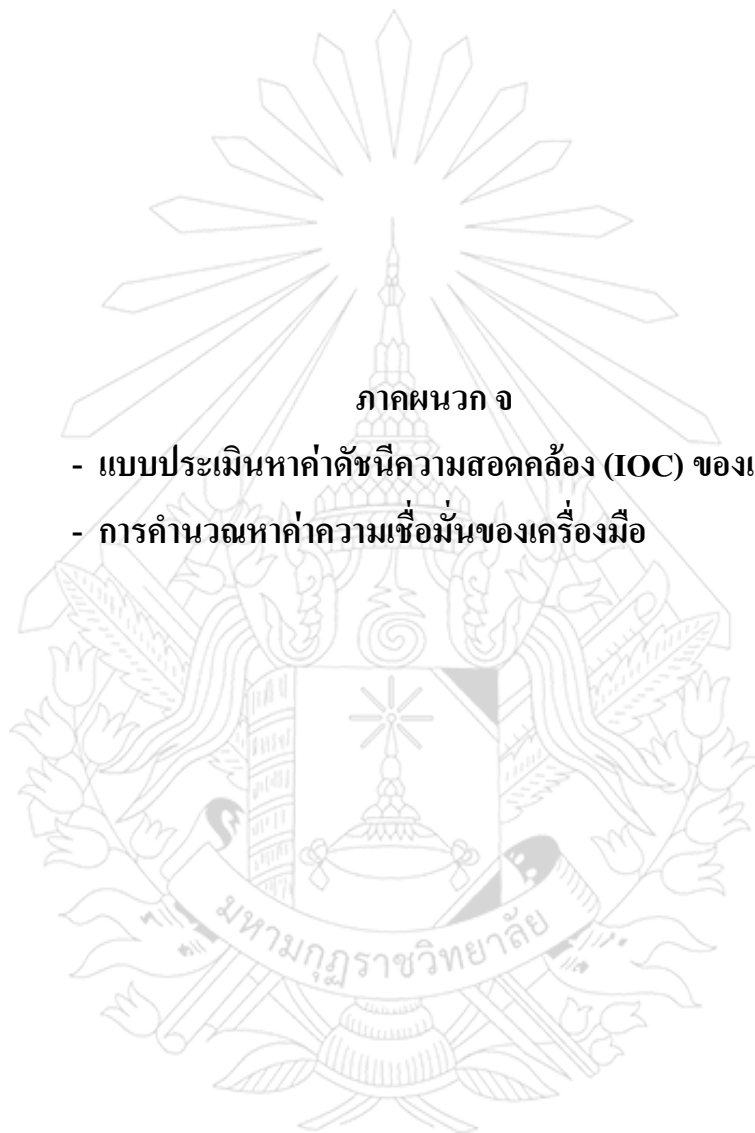 ภาคผนวก จ
- แบบประเมินหาค่าดัชนีความสอดคล้อง (IOC) ของ
- การคำนวณหาค่าความเชื่อมั่นของเครื่องมือ
มหามกุฏราชวิทยาลัย